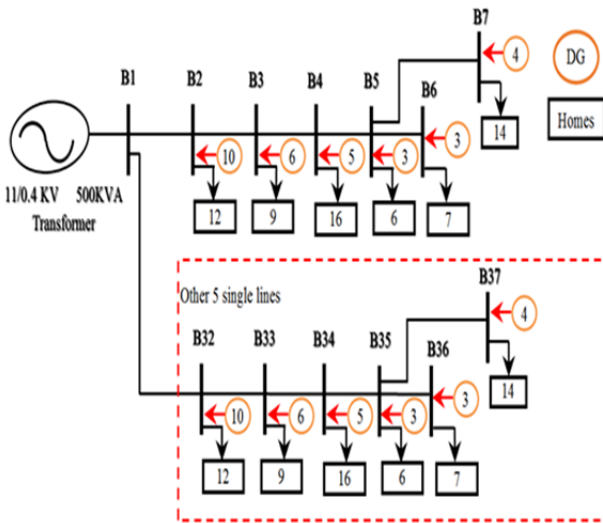 B7
4
DG
B1
B2
B3
B4
B5
B6
Homes
14
3
10
6
5
3
11/0.4 KV 500KVA
Transformer
12
9
16
6
7
Other 5 single lines
B37
4
B32
B33
B34
B35
B36
14
3
10
6
5
3
12
9
16
6
7